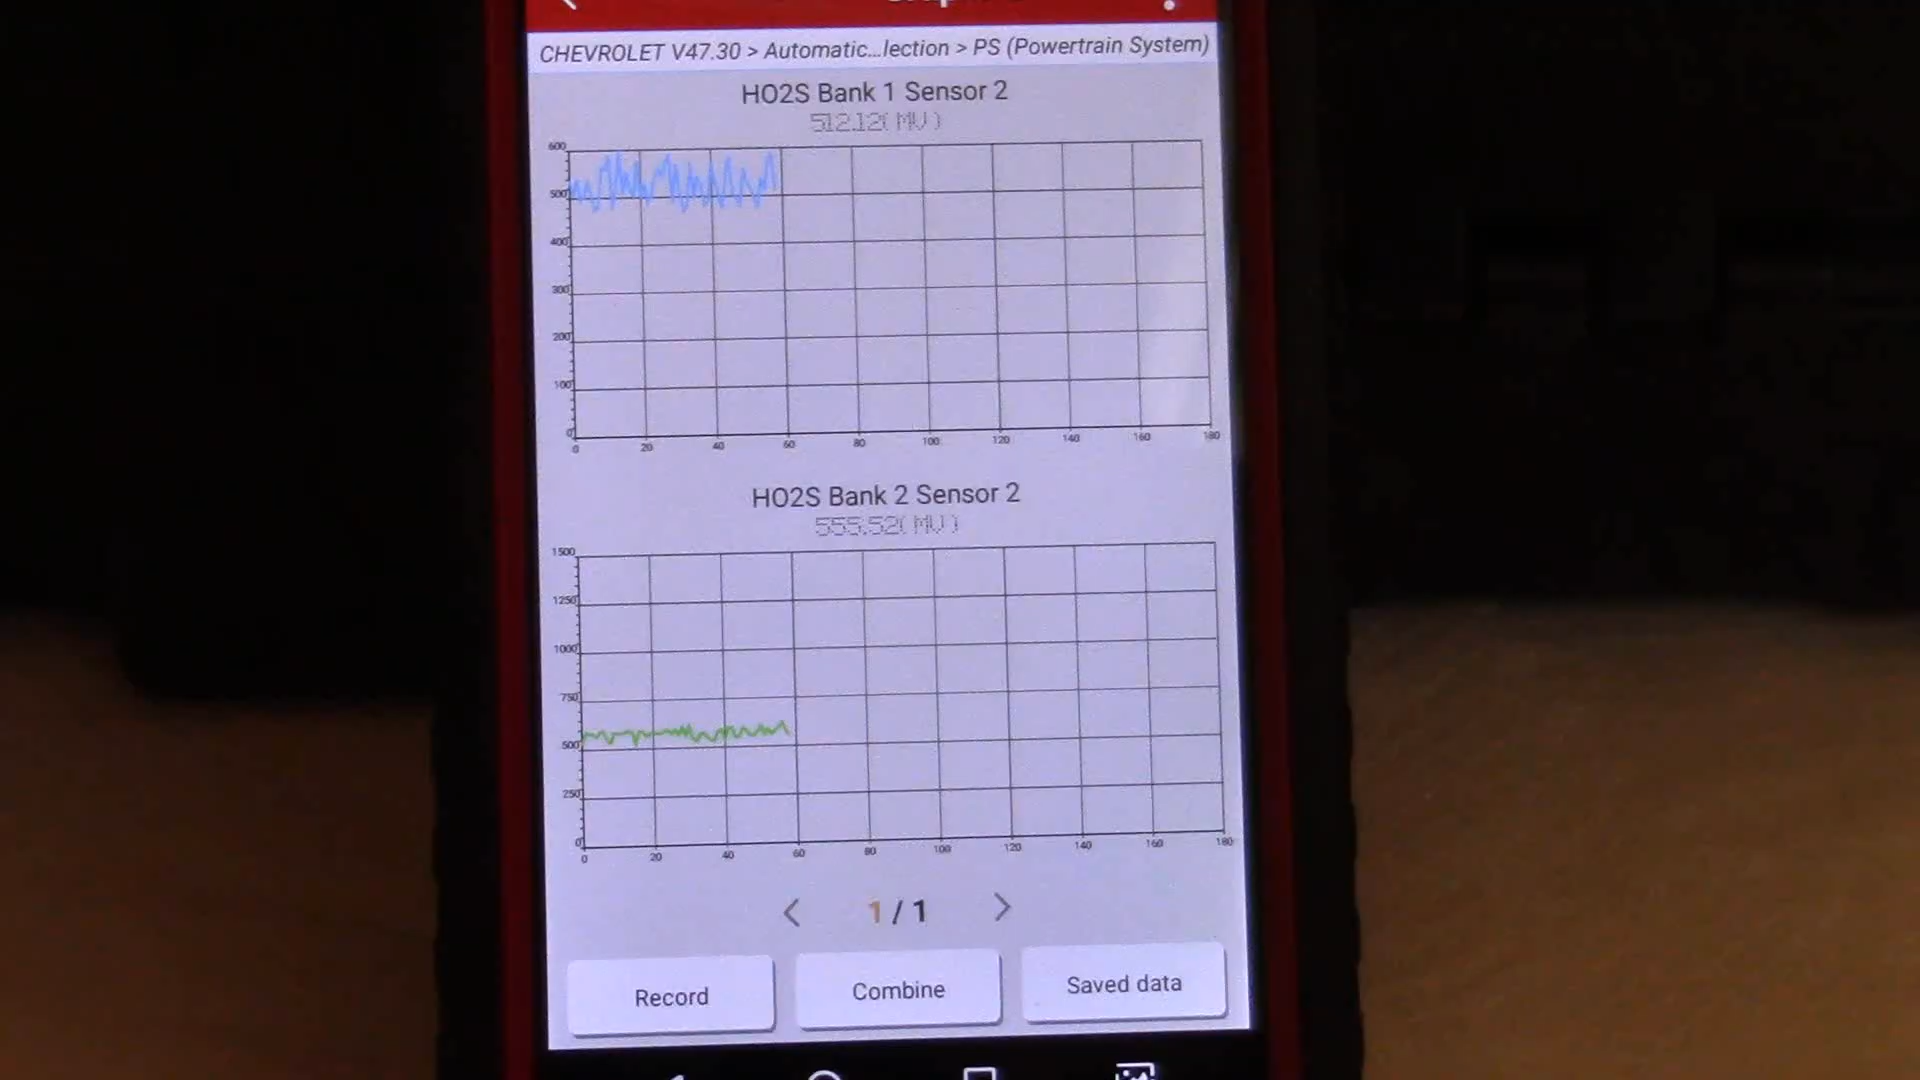 CHEVROLET V47.30 > Automatic...lection > PS (Powertrain System)
HO2S Bank 1 Sensor 2
512.12( MV )
600
500
400
300
200
100
0
0 20 40 60 80 100 120 140 160 180
HO2S Bank 2 Sensor 2
555.52( MV )
1500
1250
1000
750
500
250
0
0 20 40 60 80 100 120 140 160 180
< 1 / 1 >
Record Combine Saved data